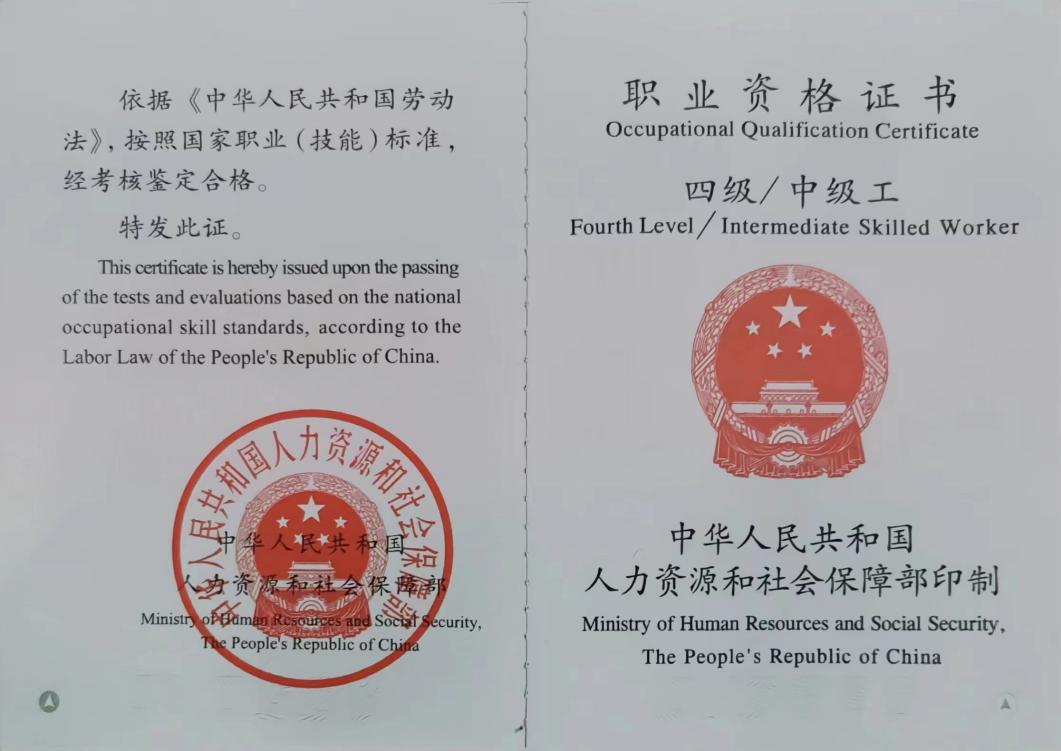 依据《中华人民共和国劳动
法》，按照国家职业（技能）标准，
经考核鉴定合格。
特发此证。
This certificate is hereby issued upon the passing
of the tests and evaluations based on the national
occupational skill standards, according to the
Labor Law of the People's Republic of China.
中华人民共和国人力资源和社会保障部
中华人民共和国
人力资源和社会保障部
Ministry of Human Resources and Social Security,
The People's Republic of China
职业资格证书
Occupational Qualification Certificate
四级/中级工
Fourth Level/Intermediate Skilled Worker
中华人民共和国
人力资源和社会保障部印制
Ministry of Human Resources and Social Security,
The People's Republic of China